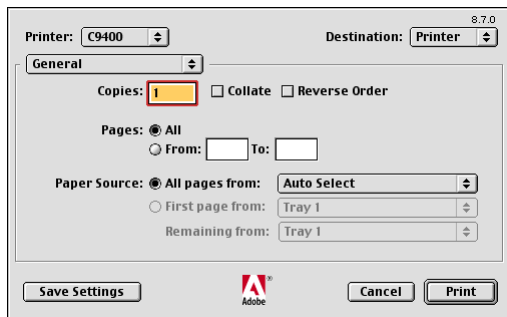 8.7.0
Printer: C9400 Destination: Printer
General
Copies: 1 Collate Reverse Order
Pages: All
From: To:
Paper Source: All pages from: Auto Select
First page from: Tray 1
Remaining from: Tray 1
Save Settings Adobe® Cancel Print